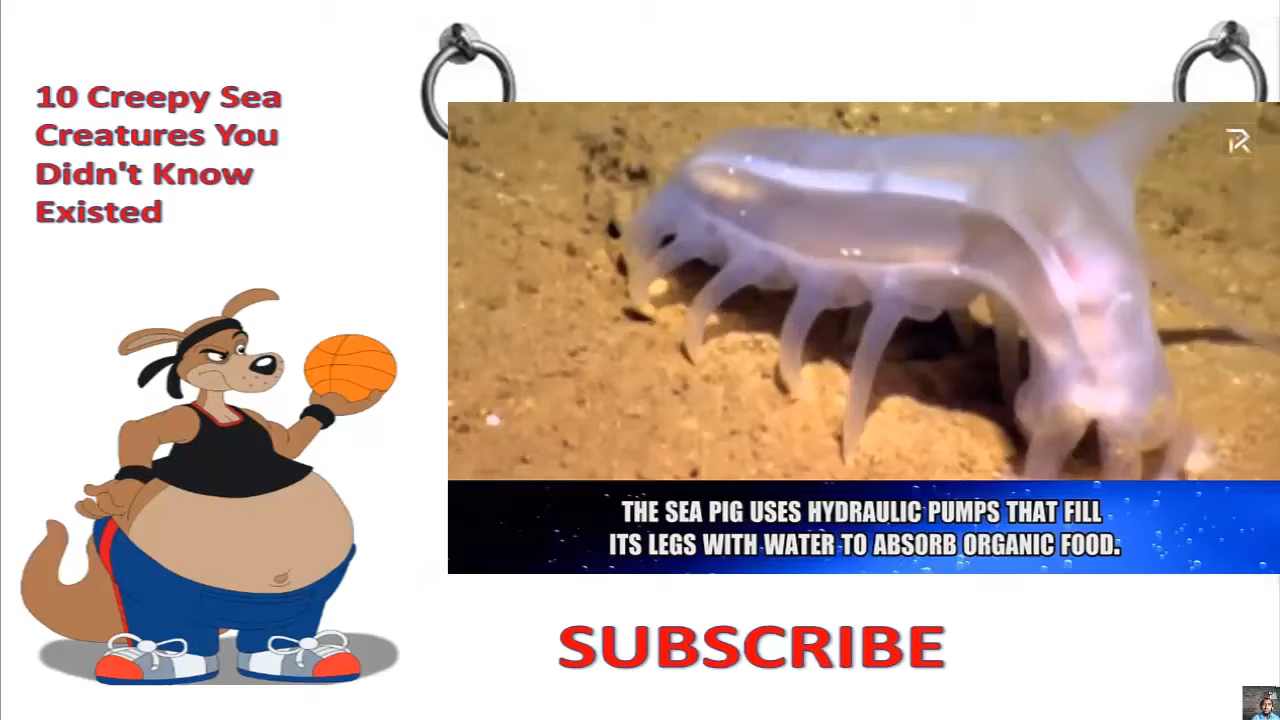 10 Creepy Sea
Creatures You
Didn't Know
Existed
THE SEA PIG USES HYDRAULIC PUMPS THAT FILL
ITS LEGS WITH WATER TO ABSORB ORGANIC FOOD.
SUBSCRIBE